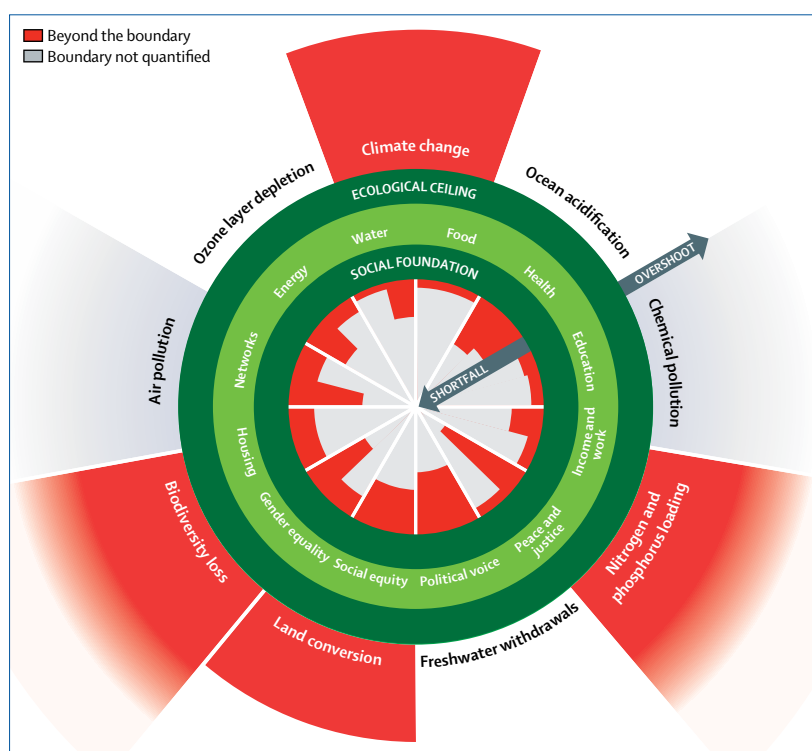 Beyond the boundary
Boundary not quantified
Climate change
Ozone layer depletion
Ocean acidification
ECOLOGICAL CEILING
Water
Food
Energy
Health
SOCIAL FOUNDATION
OVERSHOOT
Air pollution
Networks
SHORTFALL
Education
Chemical pollution
Housing
Income and
work
Biodiversity loss
Gender equality
Social equity
Political voice
Peace and
justice
Nitrogen and
phosphorus loading
Land conversion
Freshwater withdrawals